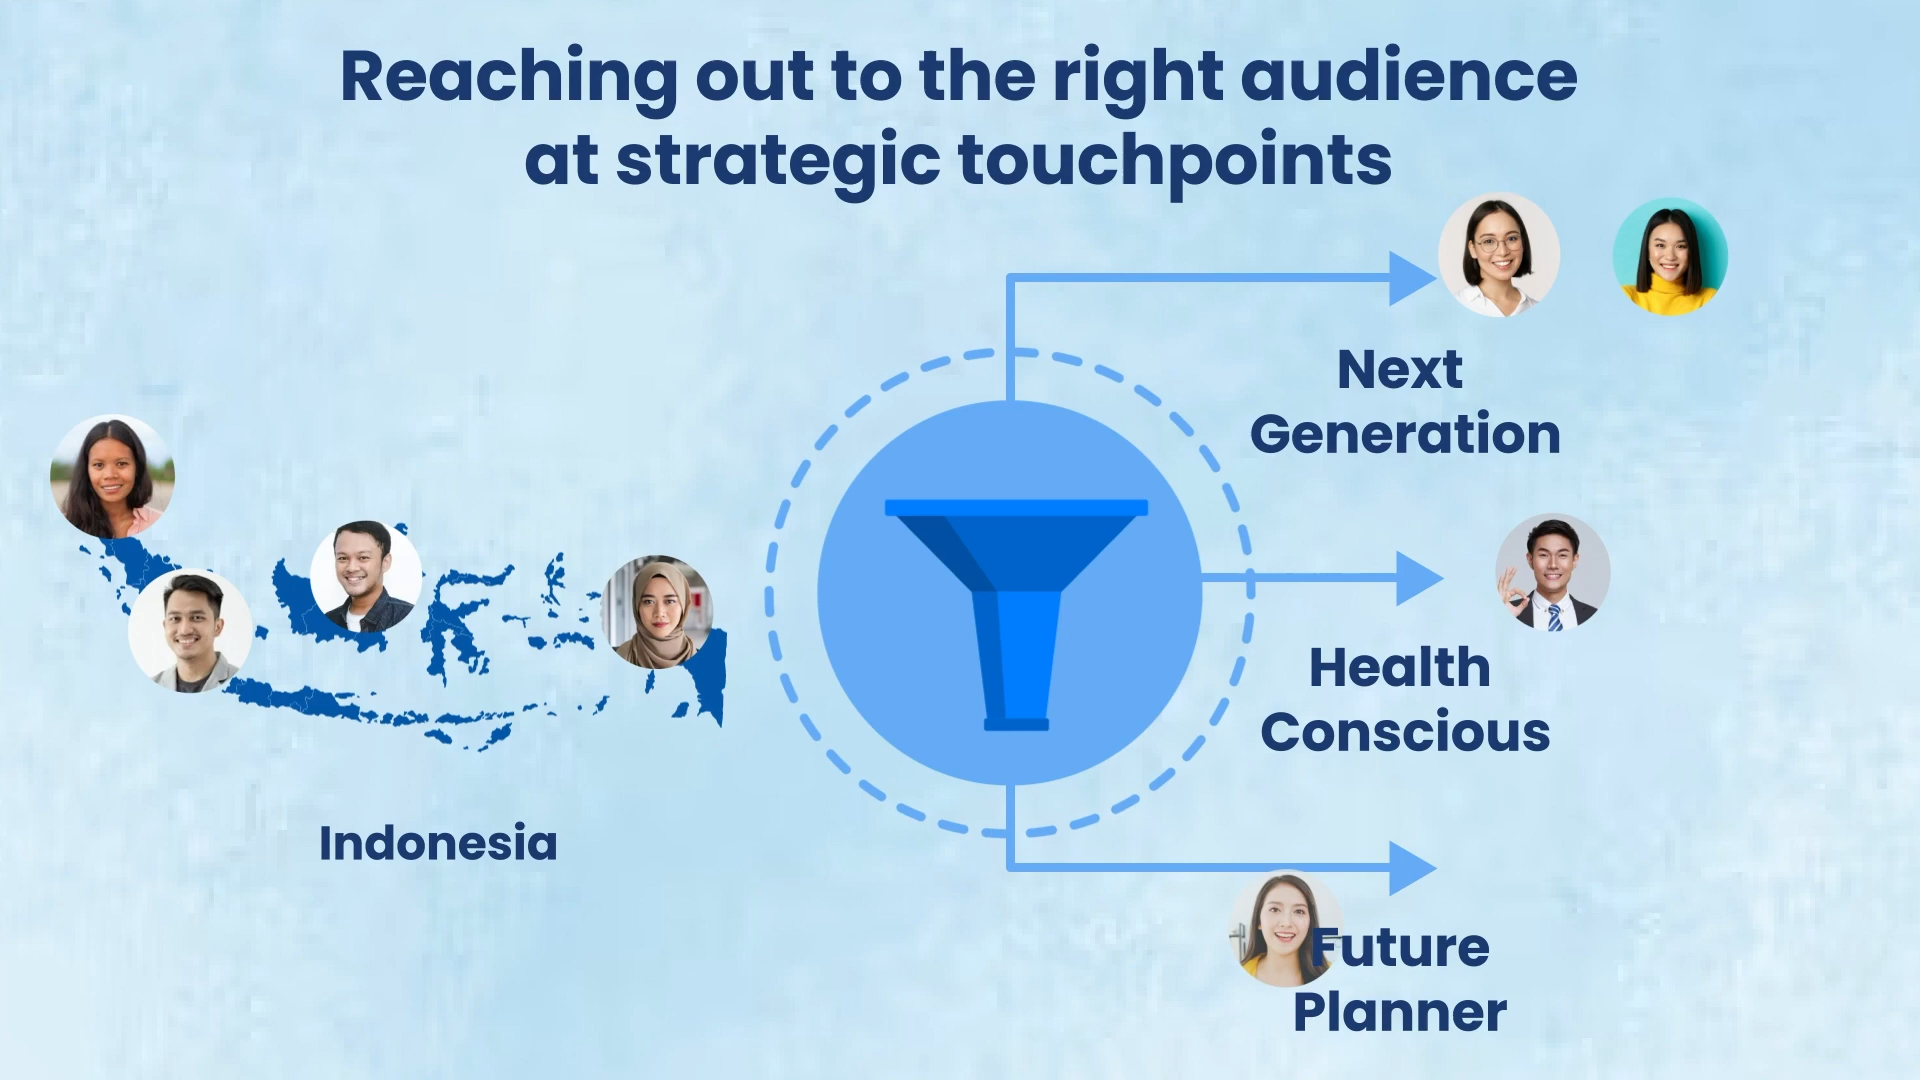 Reaching out to the right audience
at strategic touchpoints
Next
Generation
Health
Conscious
Indonesia
Future
Planner